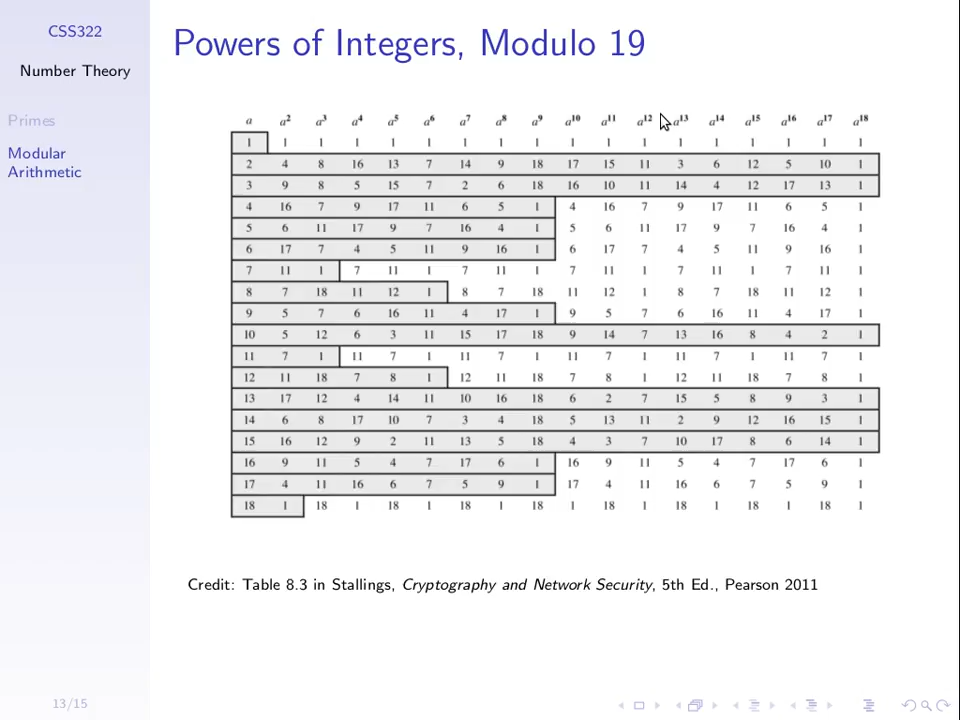 CSS322
Number Theory
Primes
Modular
Arithmetic
Powers of Integers, Modulo 19
a a2 a3 a4 a5 a6 a7 a8 a9 a10 a11 a12 a13 a14 a15 a16 a17 a18
1 1 1 1 1 1 1 1 1 1 1 1 1 1 1 1 1 1
2 4 8 16 13 7 14 9 18 17 15 11 3 6 12 5 10 1
3 9 8 5 15 7 2 6 18 16 10 11 14 4 12 17 13 1
4 16 7 9 17 11 6 5 1 4 16 7 9 17 11 6 5 1
5 6 11 17 9 7 16 4 1 5 6 11 17 9 7 16 4 1
6 17 7 4 5 11 9 16 1 6 17 7 4 5 11 9 16 1
7 11 1 7 11 1 7 11 1 7 11 1 7 11 1 7 11 1
8 7 18 11 12 1 8 7 18 11 12 1 8 7 18 11 12 1
9 5 7 6 16 11 4 17 1 9 5 7 6 16 11 4 17 1
10 5 12 6 3 11 15 17 18 9 14 7 13 16 8 4 2 1
11 7 1 11 7 1 11 7 1 11 7 1 11 7 1 11 7 1
12 11 18 7 8 1 12 11 18 7 8 1 12 11 18 7 8 1
13 17 12 4 14 11 10 16 18 6 2 7 15 5 8 9 3 1
14 6 8 17 10 7 3 4 18 5 13 11 2 9 12 16 15 1
15 16 12 9 2 11 13 5 18 4 3 7 10 17 8 6 14 1
16 9 11 5 4 7 17 6 1 16 9 11 5 4 7 17 6 1
17 4 11 16 6 7 5 9 1 17 4 11 16 6 7 5 9 1
18 1 18 1 18 1 18 1 18 1 18 1 18 1 18 1 18 1
Credit: Table 8.3 in Stallings, Cryptography and Network Security, 5th Ed., Pearson 2011
13/15